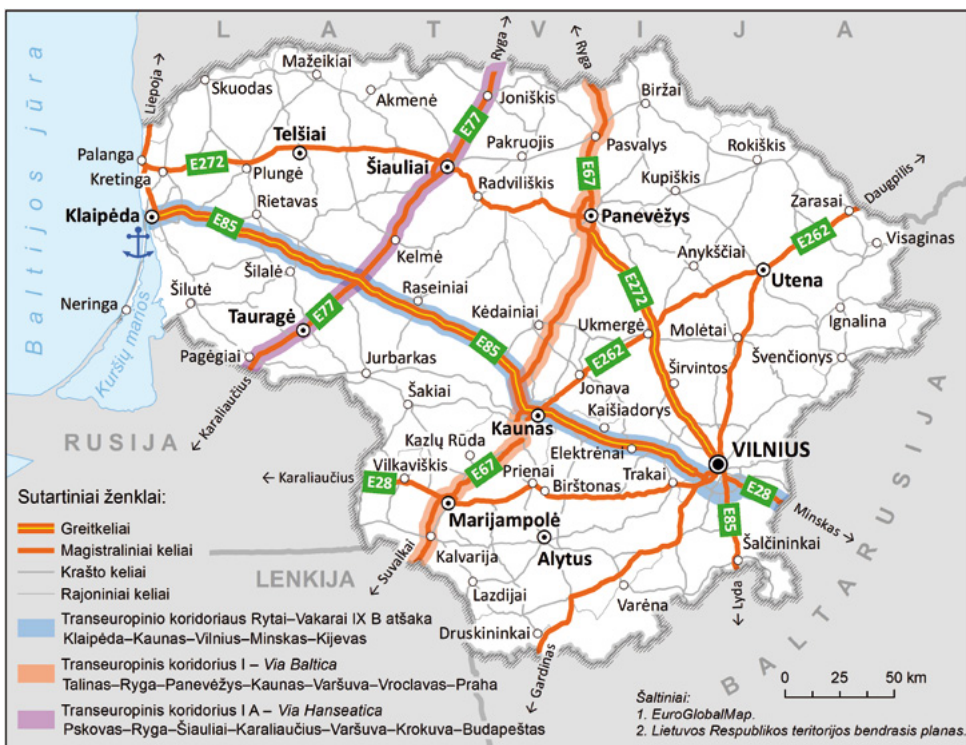 L A T V I J A
Liepoja
Ryga
Ryga
Mažeikiai
Skuodas
Akmenė
Joniškis
Biržai
E77
Telšiai
Pakruojis
Pasvalys
Rokiškis
Palanga
E272
Kretinga
Plungė
Šiauliai
E67
Kupiškis
Daugpilis
Radviliškis
Zarasai
Klaipėda
Rietavas
Panevėžys
E85
E262
Visaginas
Kelmė
Anykščiai
Šilalė
Utena
Neringa
Šilutė
Raseiniai
E272
E77
Kėdainiai
Tauragė
Ukmergė
Molėtai
Ignalina
Baltijos jūra
Kuršių marios
E85
Pagėgiai
Jurbarkas
E262
Širvintos
Švenčionys
Šakiai
Jonava
Karaliaučius
Kaišiadorys
Kaunas
RUSIJA
Kazlų Rūda
VILNIUS
Elektrėnai
Karaliaučius
Vilkaviškis
E67
Prienai
Trakai
E28
Birštonas
E28
Minskas
Marijampolė
E85
Alytus
Šalčininkai
Kalvarija
Suvalkai
LENKIJA
Lazdijai
Varėna
Lyda
Druskininkai
Gardinas
BALTARUSIJA
Sutartiniai ženklai:
Greitkeliai
Magistraliniai keliai
Krašto keliai
Rajoniniai keliai
Transeuropinio koridoriaus Rytai–Vakarai IX B atšaka
Klaipėda–Kaunas–Vilnius–Minskas–Kijevas
Transeuropinis koridorius I – Via Baltica
Talinas–Ryga–Panevėžys–Kaunas–Varšuva–Vroclavas–Praha
Transeuropinis koridorius I A – Via Hanseatica
Pskovas–Ryga–Šiauliai–Karaliaučius–Varšuva–Krokuva–Budapeštas
0 25 50 km
Šaltiniai:
1. EuroGlobalMap.
2. Lietuvos Respublikos teritorijos bendrasis planas.